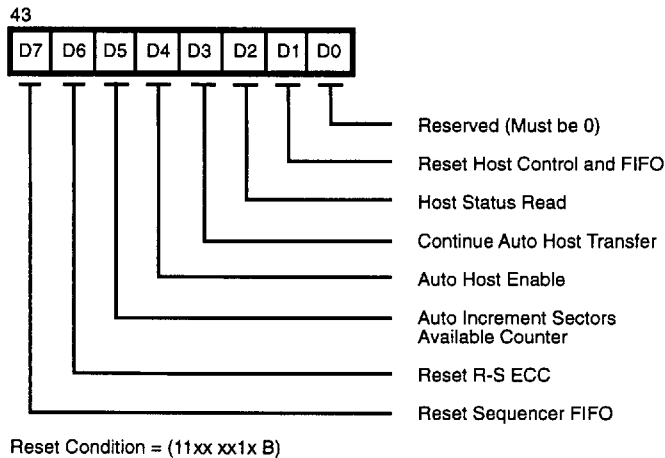 43
D7 D6 D5 D4 D3 D2 D1 D0
Reserved (Must be 0)
Reset Host Control and FIFO
Host Status Read
Continue Auto Host Transfer
Auto Host Enable
Auto Increment Sectors
Available Counter
Reset R-S ECC
Reset Sequencer FIFO
Reset Condition = (11xx xx1x B)